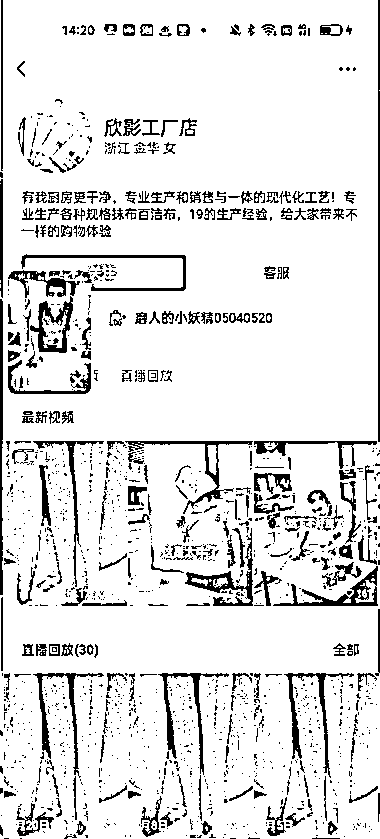 14:20
欣影工厂店
浙江 金华 女
有我厨房更干净，专业生产和销售与一体的现代化工艺！专
业生产各种规格抹布百洁布，19的生产经验，给大家带来不
一样的购物体验
客服
磨人的小妖精05040520
直播回放
最新视频
直播回放(30) 全部